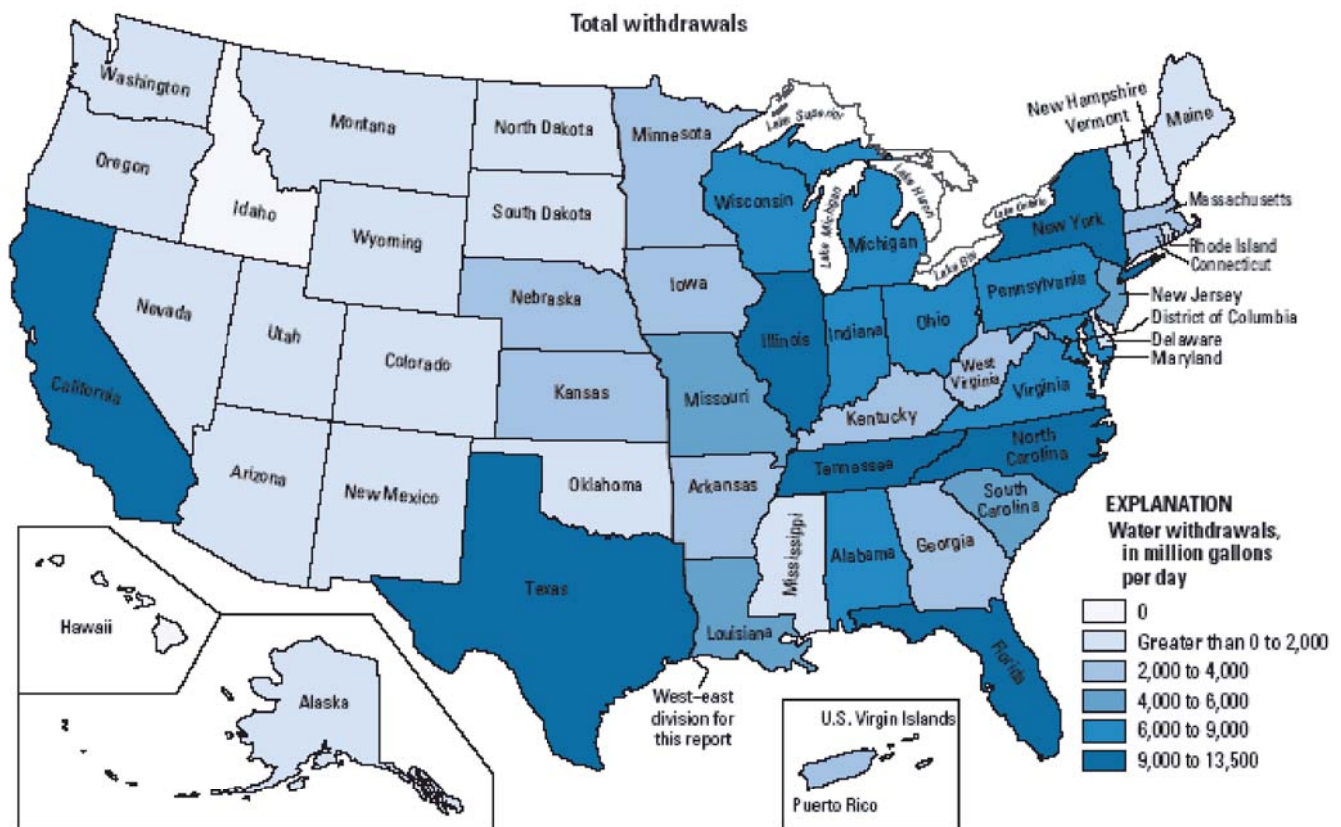 Total withdrawals
Washington
Oregon
California
Idaho
Nevada
Montana
Wyoming
Utah
Arizona
Colorado
New Mexico
North Dakota
South Dakota
Nebraska
Kansas
Oklahoma
Texas
Minnesota
Iowa
Missouri
Arkansas
Louisiana
Wisconsin
Illinois
Lake Superior
Lake Michigan
Lake Huron
Michigan
Indiana
Ohio
Kentucky
Tennessee
Mississippi
Alabama
Georgia
Florida
South
Carolina
North
Carolina
Virginia
West
Virginia
Pennsylvania
New York
Lake Ontario
New Hampshire
Vermont
Maine
Massachusetts
Rhode Island
Connecticut
New Jersey
District of Columbia
Delaware
Maryland
Hawaii
Alaska
West–east
division for
this report
U.S. Virgin Islands
Puerto Rico
EXPLANATION
Water withdrawals,
in million gallons
per day
0
Greater than 0 to 2,000
2,000 to 4,000
4,000 to 6,000
6,000 to 9,000
9,000 to 13,500